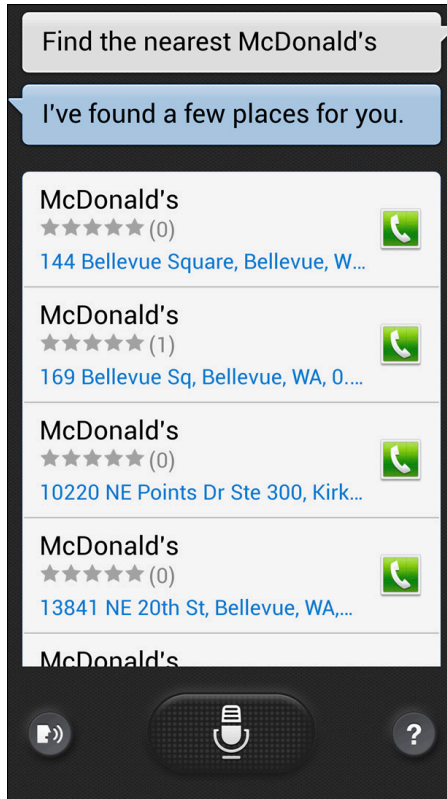 Find the nearest McDonald's
I've found a few places for you.
McDonald's
(0)
144 Bellevue Square, Bellevue, W...
McDonald's
(1)
169 Bellevue Sq, Bellevue, WA, 0....
McDonald's
(0)
10220 NE Points Dr Ste 300, Kirk...
McDonald's
(0)
13841 NE 20th St, Bellevue, WA,...
McDonald's
?